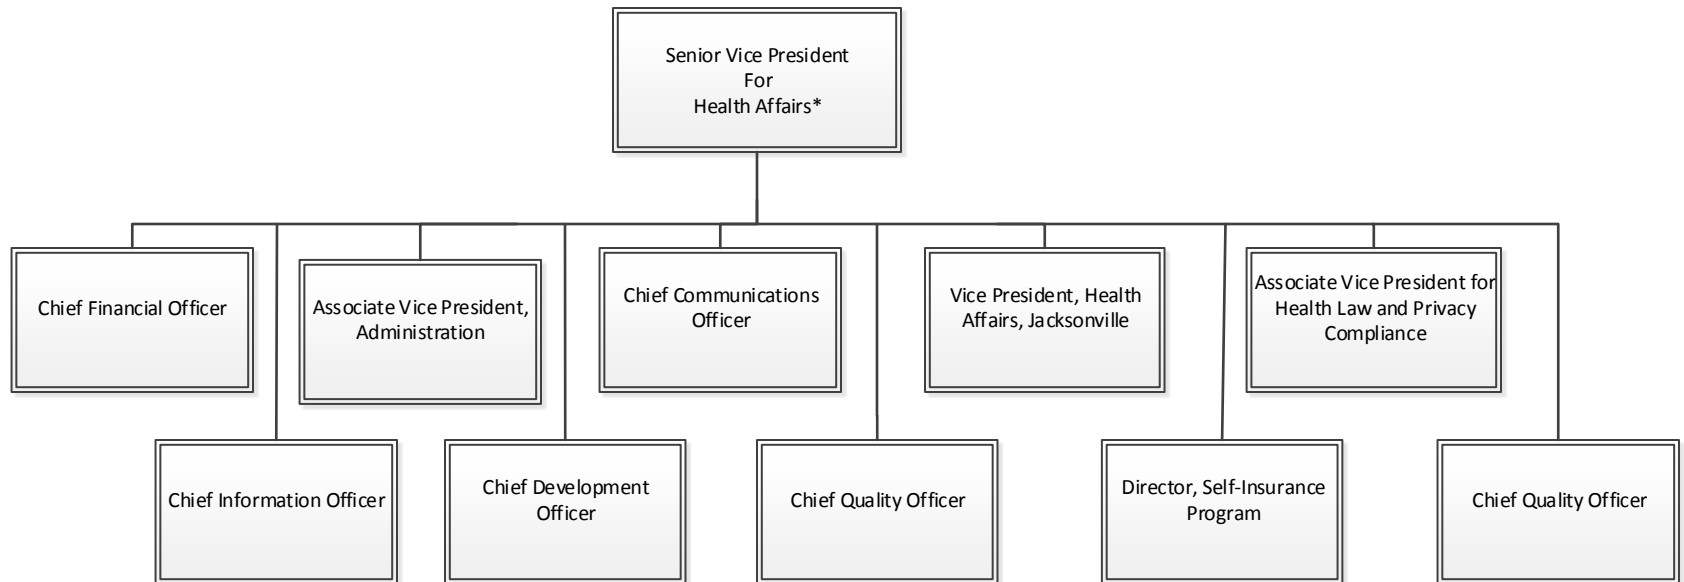 Senior Vice President
For
Health Affairs*
Chief Financial Officer
Associate Vice President,
Administration
Chief Communications
Officer
Vice President, Health
Affairs, Jacksonville
Associate Vice President for
Health Law and Privacy
Compliance
Chief Information Officer
Chief Development
Officer
Chief Quality Officer
Director, Self-Insurance
Program
Chief Quality Officer